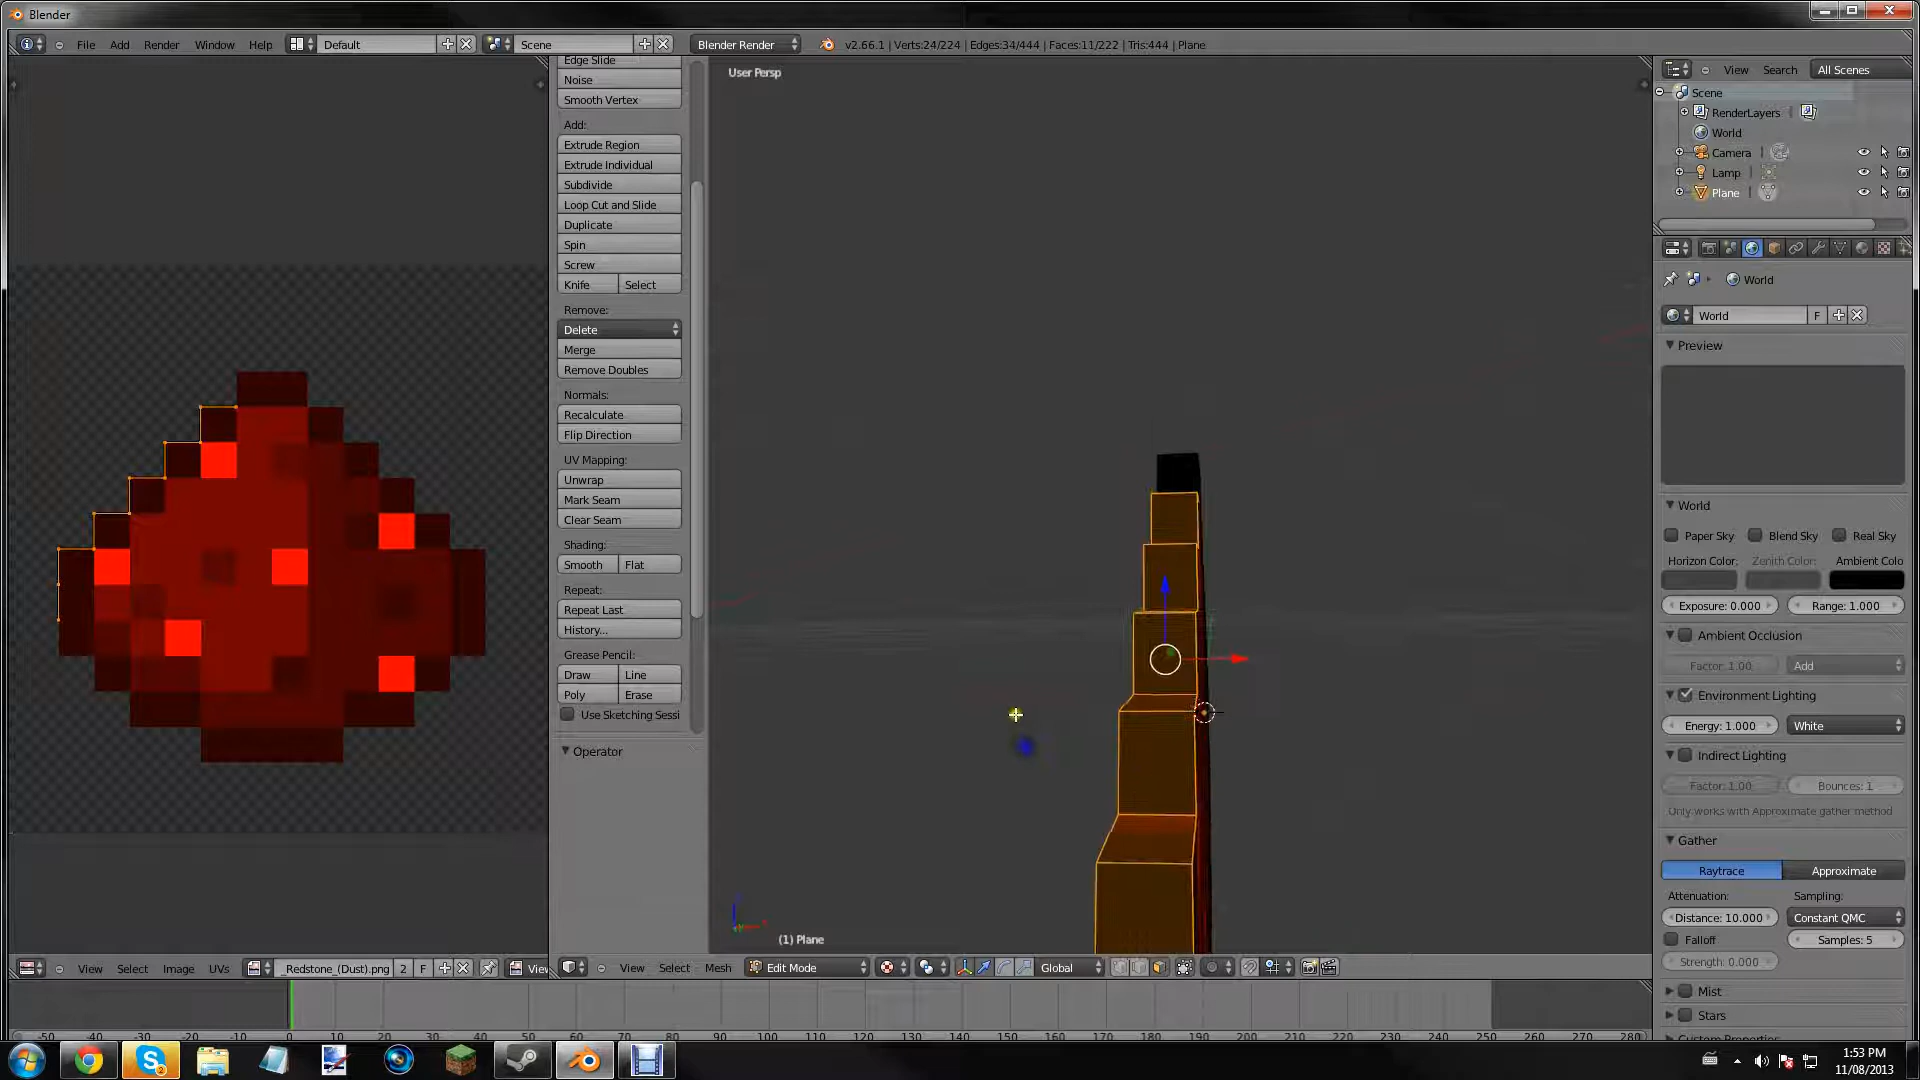 Blender
File Add Render Window Help Default Scene Blender Render v2.66.1 | Verts:24/224 | Edges:34/444 | Faces:11/222 | Tris:444 | Plane
Edge Slide
Noise
Smooth Vertex
Add:
Extrude Region
Extrude Individual
Subdivide
Loop Cut and Slide
Duplicate
Spin
Screw
Knife Select
Remove:
Delete
Merge
Remove Doubles
Normals:
Recalculate
Flip Direction
UV Mapping:
Unwrap
Mark Seam
Clear Seam
Shading:
Smooth Flat
Repeat:
Repeat Last
History...
Grease Pencil:
Draw Line
Poly Erase
Use Sketching Sessi
Operator
User Persp
(1) Plane
View Search All Scenes
Scene
RenderLayers
World
Camera
Lamp
Plane
World
World F
Preview
World
Paper Sky Blend Sky Real Sky
Horizon Color: Zenith Color: Ambient Colo
Exposure: 0.000 Range: 1.000
Ambient Occlusion
Factor: 1.00 Add
Environment Lighting
Energy: 1.000 White
Indirect Lighting
Factor: 1.00 Bounces: 1
Only works with Approximate gather method
Gather
Raytrace Approximate
Attenuation: Sampling:
Distance: 10.000 Constant QMC
Falloff Samples: 5
Strength: 0.000
Mist
Stars
Custom Properties
View Select Image UVs _Redstone_(Dust).png 2 F Viev
View Select Mesh Edit Mode Global
-50 -40 -30 -20 -10 0 10 20 30 40 50 60 70 80 90 100 110 120 130 140 150 160 170 180 190 200 210 220 230 240 250 260 270 280
1:53 PM
11/08/2013